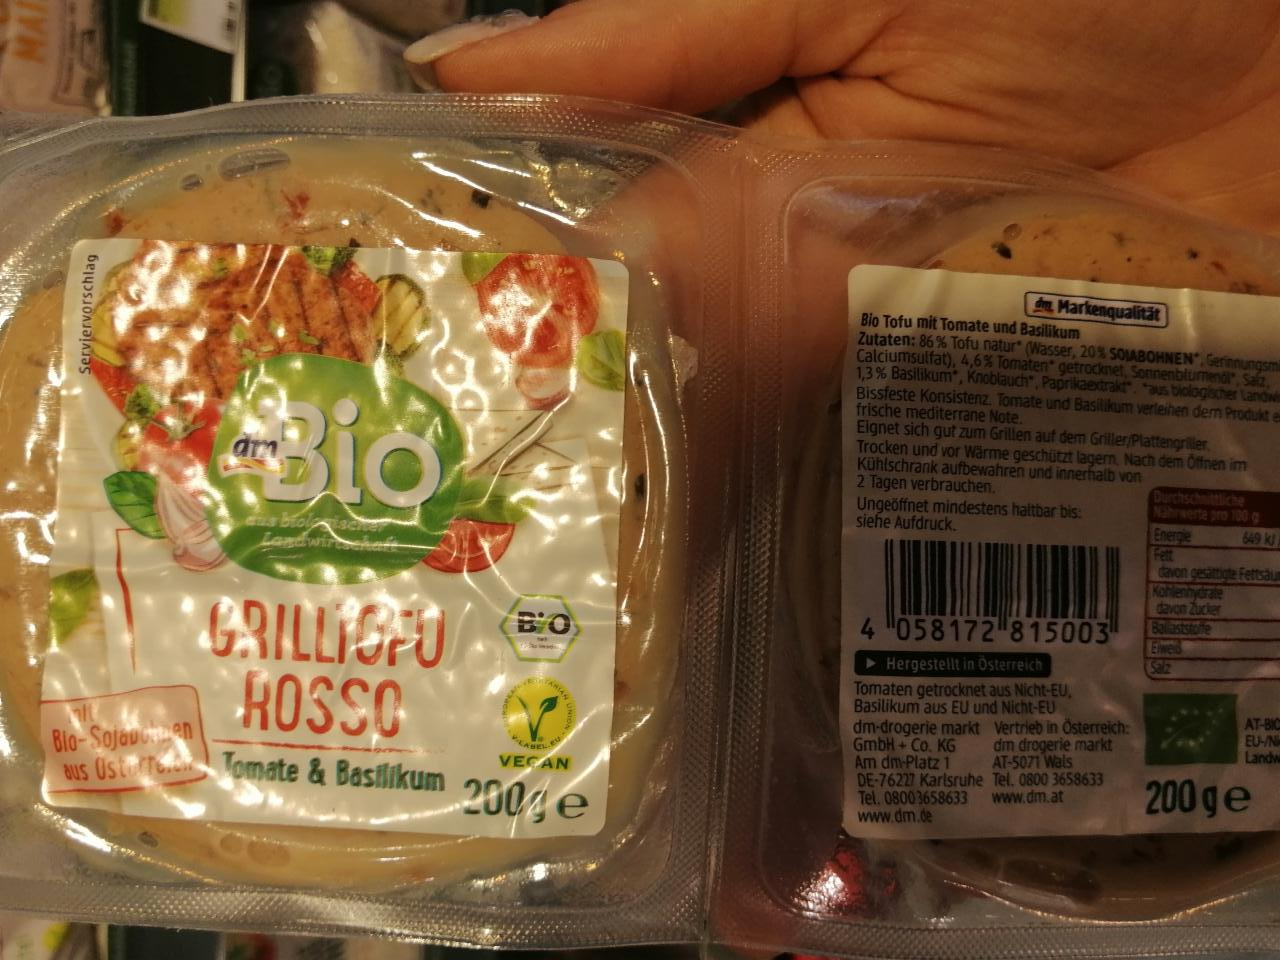 Serviervorschlag
dm Bio
aus biologischer
Landwirtschaft
GRILLTOFU
ROSSO
Tomate & Basilikum
200g e
mit
Bio-Sojabohnen
aus Österreich
BIO
V-LABEL.EU
VEGAN
dm Markenqualität
Bio Tofu mit Tomate und Basilikum
Zutaten: 86 % Tofu natur* (Wasser, 20 % SOJABOHNEN*, Gerinnungsm
Calciumsulfat), 4,6 % Tomaten* getrocknet, Sonnenblumenöl*, Salz,
1,3 % Basilikum*, Knoblauch*, Paprikaextrakt*. *aus biologischer Landw
Bissfeste Konsistenz. Tomate und Basilikum verleihen dem Produkt e
frische mediterrane Note.
Eignet sich gut zum Grillen auf dem Griller/Plattengriller.
Trocken und vor Wärme geschützt lagern. Nach dem Öffnen im
Kühlschrank aufbewahren und innerhalb von
2 Tagen verbrauchen.
Ungeöffnet mindestens haltbar bis:
siehe Aufdruck.
4 058172 815003
Durchschnittliche
Nährwerte pro 100 g
Energie 649 kJ
Fett
davon gesättigte Fettsäu
Kohlenhydrate
davon Zucker
Ballaststoffe
Eiweiß
Salz
Hergestellt in Österreich
Tomaten getrocknet aus Nicht-EU,
Basilikum aus EU und Nicht-EU
dm-drogerie markt
GmbH + Co. KG
Am dm-Platz 1
DE-76227 Karlsruhe
Tel. 0800 3658633
www.dm.de
Vertrieb in Österreich:
dm drogerie markt
AT-5071 Wals
Tel. 0800 3658633
www.dm.at
AT-BIO
EU-/N
Landw
200 g e